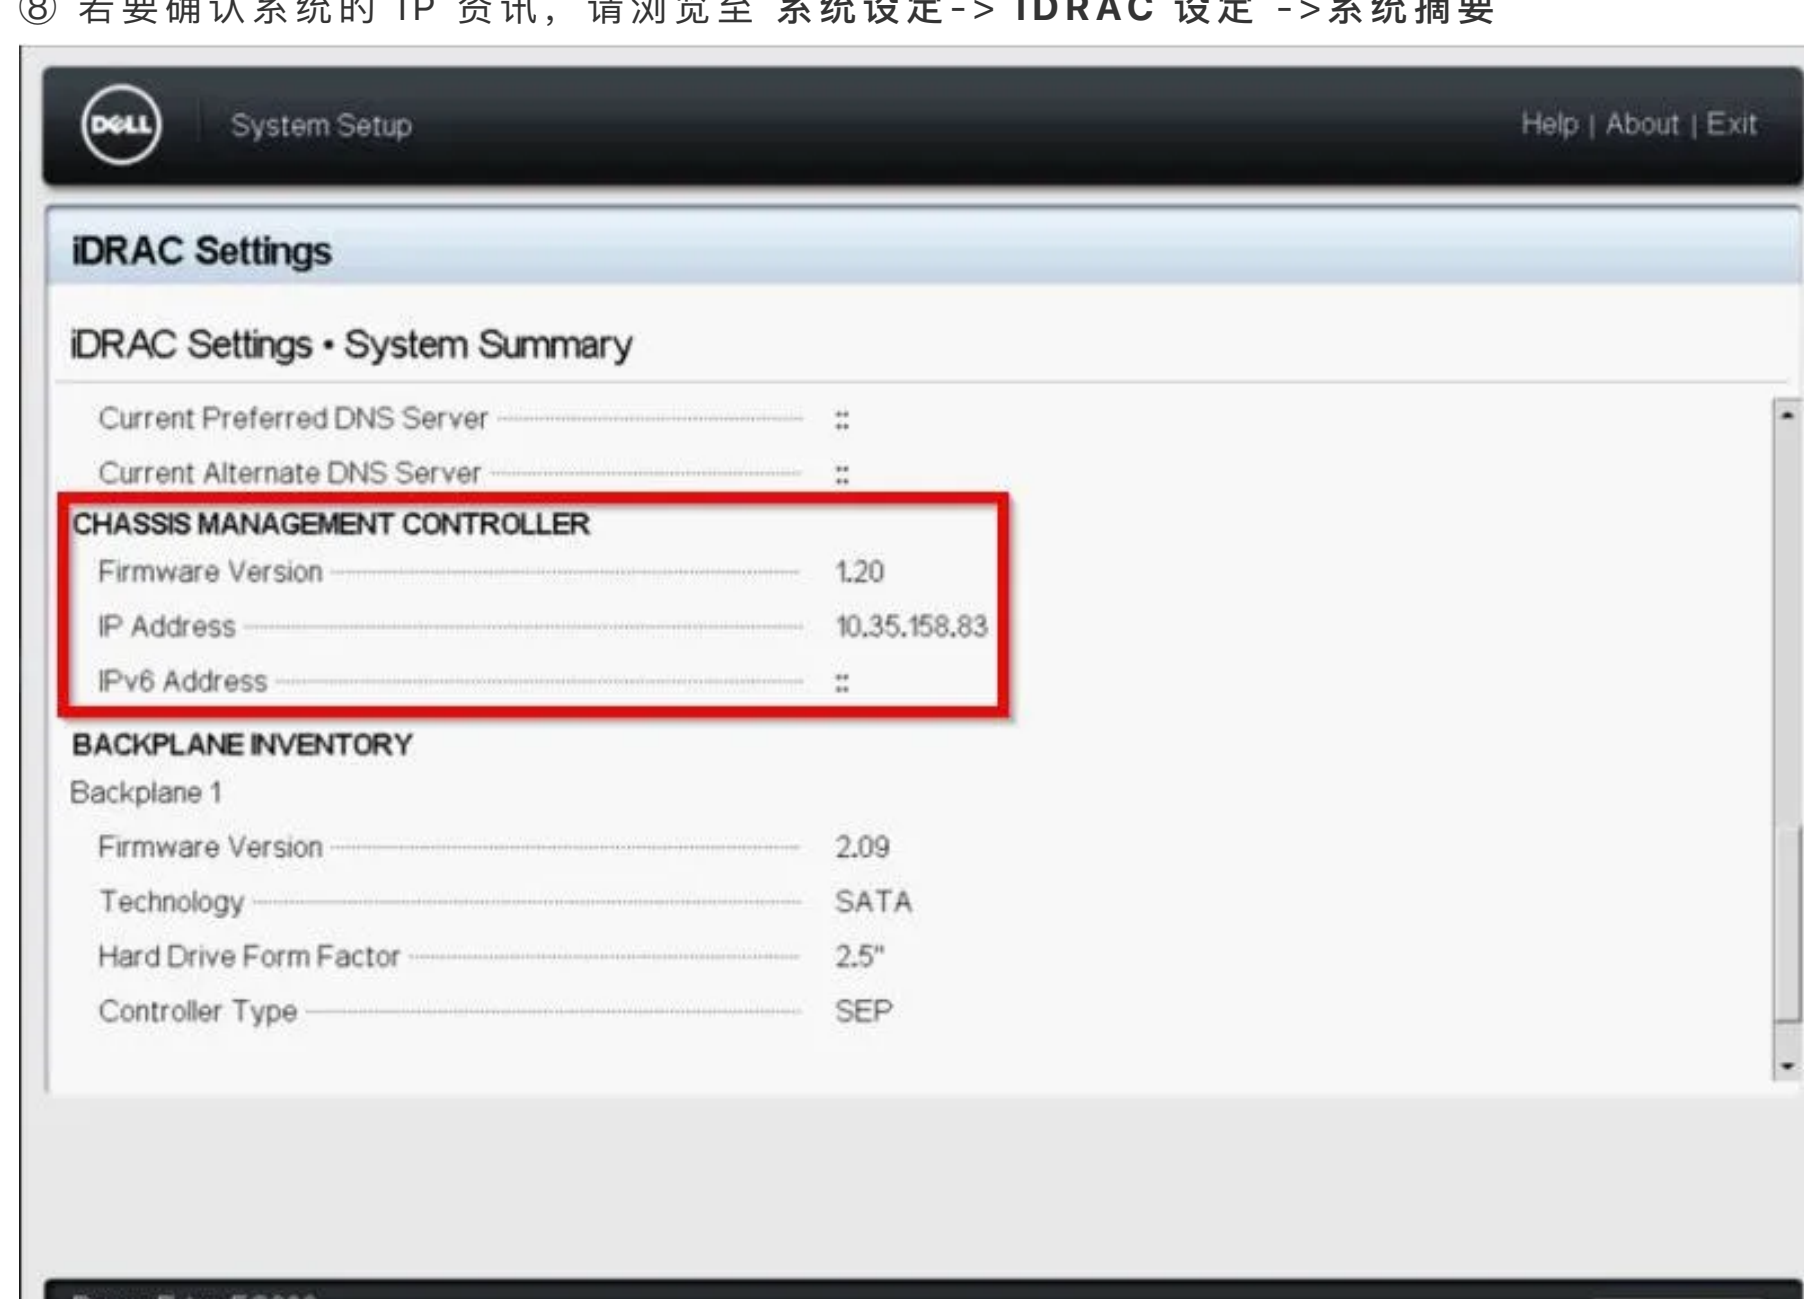 ⑧ 若要确认系统的 IP 资讯，请浏览至 系统设定-> iDRAC 设定 ->系统摘要
DELL System Setup Help | About | Exit
iDRAC Settings
iDRAC Settings • System Summary
Current Preferred DNS Server ::
Current Alternate DNS Server ::
CHASSIS MANAGEMENT CONTROLLER
Firmware Version 1.20
IP Address 10.35.158.83
IPv6 Address ::
BACKPLANE INVENTORY
Backplane 1
Firmware Version 2.09
Technology SATA
Hard Drive Form Factor 2.5"
Controller Type SEP